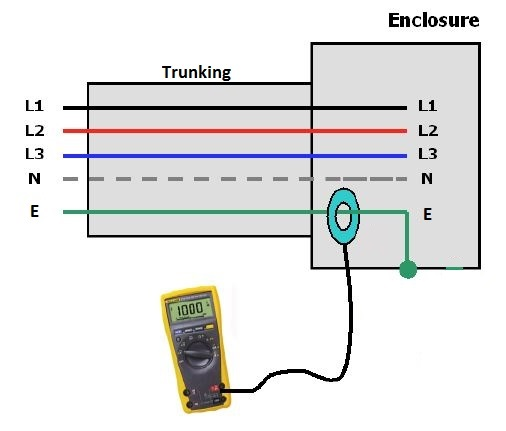 Enclosure
Trunking
L1 L1
L2 L2
L3 L3
N N
E E
1000